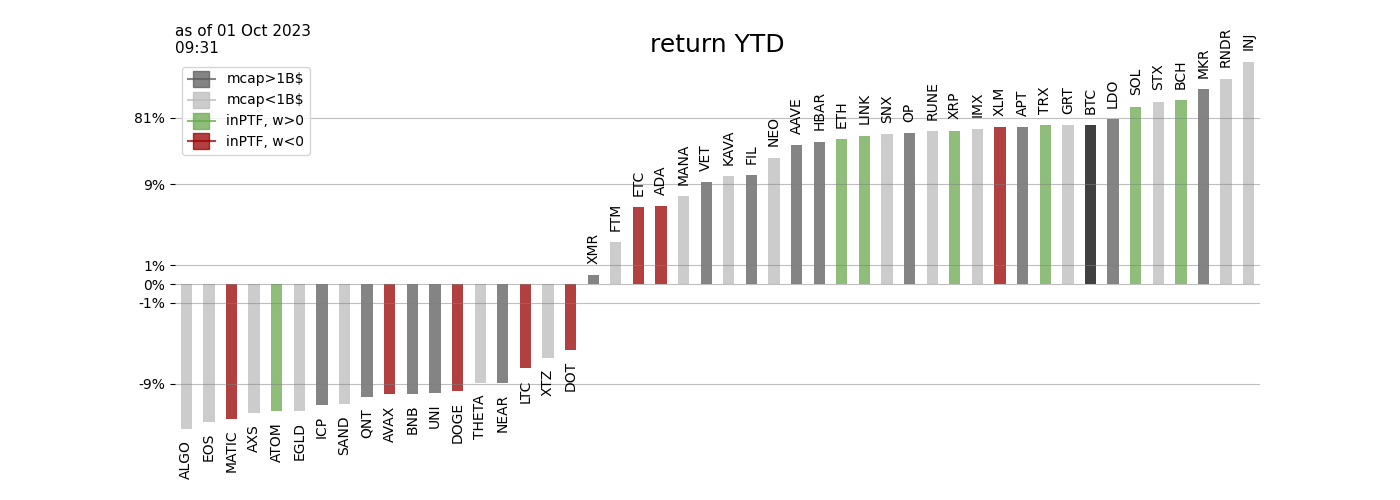 as of 01 Oct 2023
09:31
return YTD
mcap>1B$
mcap<1B$
inPTF, w>0
inPTF, w<0
81%
9%
1%
0%
-1%
-9%
ALGO
EOS
MATIC
AXS
ATOM
EGLD
ICP
SAND
QNT
AVAX
BNB
UNI
DOGE
THETA
NEAR
LTC
XTZ
DOT
XMR
FTM
ETC
ADA
MANA
VET
KAVA
FIL
NEO
AAVE
HBAR
ETH
LINK
SNX
OP
RUNE
XRP
IMX
XLM
APT
TRX
GRT
BTC
LDO
SOL
STX
BCH
MKR
RNDR
INJ